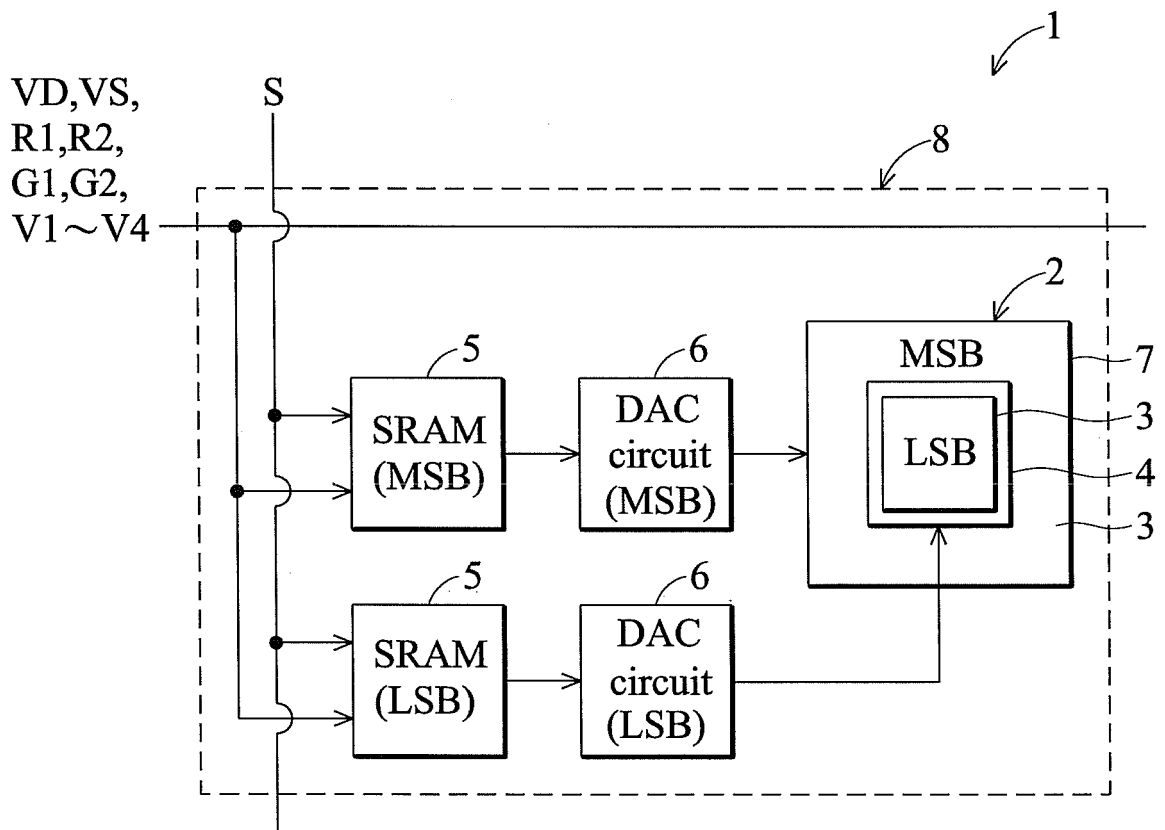 1
VD,VS,
R1,R2,
G1,G2,
V1～V4
S
8
2
MSB
7
5
SRAM
(MSB)
6
DAC
circuit
(MSB)
3
LSB
4
3
5
SRAM
(LSB)
6
DAC
circuit
(LSB)